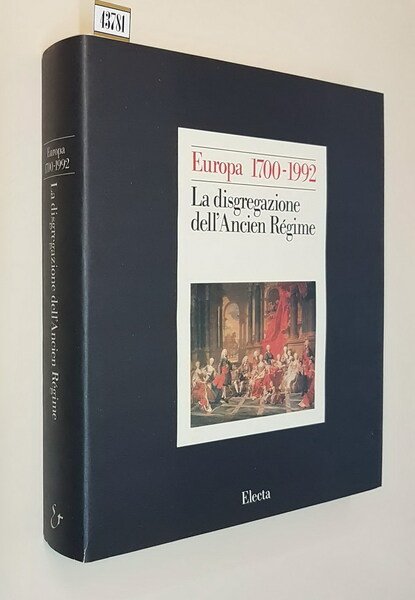 43781
Europa
1700-1992
La disgregazione dell'Ancien Régime
Europa 1700-1992
La disgregazione
dell'Ancien Régime
Electa